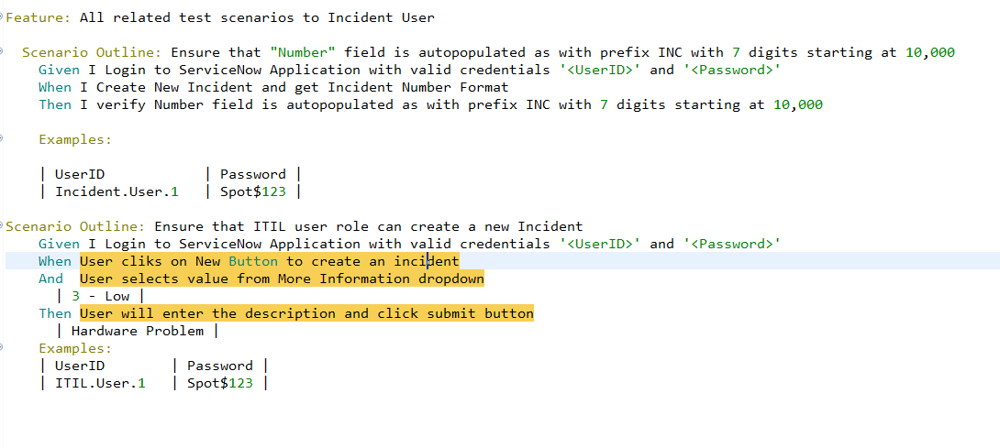 Feature: All related test scenarios to Incident User
Scenario Outline: Ensure that "Number" field is autopopulated as with prefix INC with 7 digits starting at 10,000
Given I Login to ServiceNow Application with valid credentials '<UserID>' and '<Password>'
When I Create New Incident and get Incident Number Format
Then I verify Number field is autopopulated as with prefix INC with 7 digits starting at 10,000
Examples:
| UserID | Password |
| Incident.User.1 | Spot$123 |
Scenario Outline: Ensure that ITIL user role can create a new Incident
Given I Login to ServiceNow Application with valid credentials '<UserID>' and '<Password>'
When User cliks on New Button to create an incident
And User selects value from More Information dropdown
| 3 - Low |
Then User will enter the description and click submit button
| Hardware Problem |
Examples:
| UserID | Password |
| ITIL.User.1 | Spot$123 |